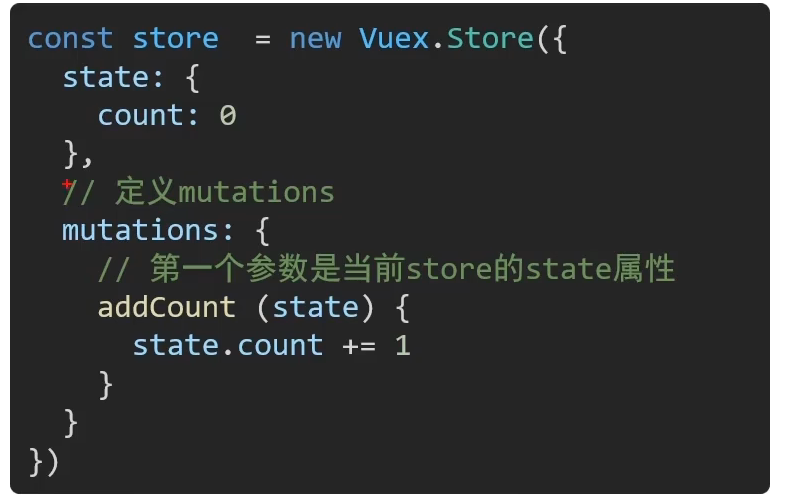 const store  = new Vuex.Store({
  state: {
    count: 0
  },
  // 定义mutations
  mutations: {
    // 第一个参数是当前store的state属性
    addCount (state) {
      state.count += 1
    }
  }
})